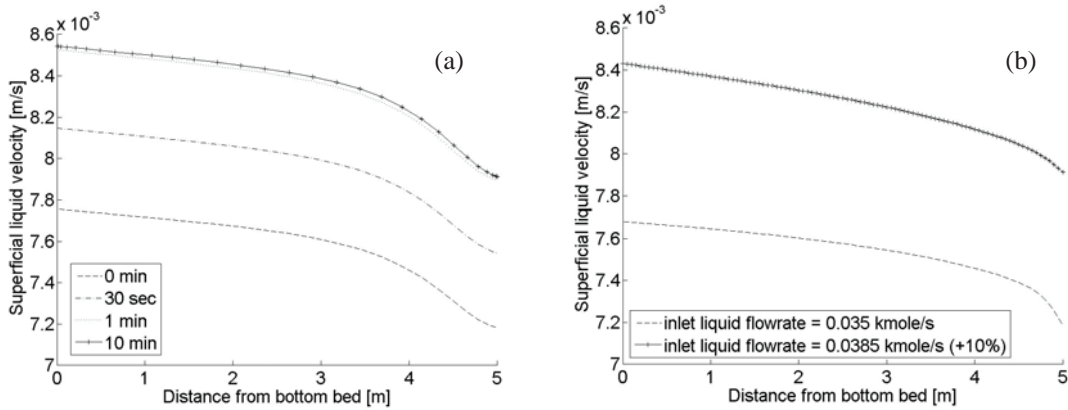 x 10⁻³
8.6
8.4
8.2
8
7.8
7.6
7.4
7.2
7
0 1 2 3 4 5
Superficial liquid velocity [m/s]
Distance from bottom bed [m]
(a)
0 min
30 sec
1 min
10 min
x 10⁻³
8.6
8.4
8.2
8
7.8
7.6
7.4
7.2
7
0 1 2 3 4 5
Superficial liquid velocity [m/s]
Distance from bottom bed [m]
(b)
inlet liquid flowrate = 0.035 kmole/s
inlet liquid flowrate = 0.0385 kmole/s (+10%)